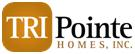 TRI Pointe
HOMES, INC.